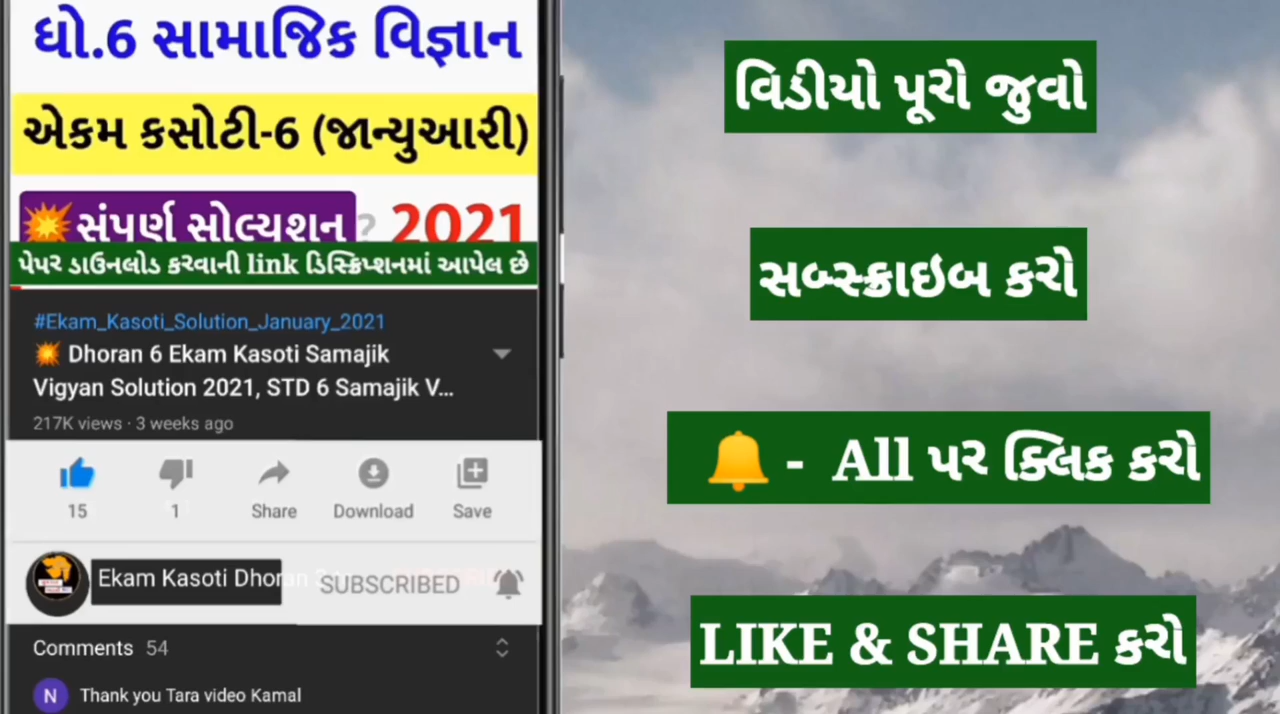 ધો.6 સામાજિક વિજ્ઞાન
એકમ કસોટી-6 (જાન્યુઆરી)
💥સંપૂર્ણ સોલ્યુશન ? 2021
પેપર ડાઉનલોડ કરવાની link ડિસ્ક્રિપ્શનમાં આપેલ છે
#Ekam_Kasoti_Solution_January_2021
💥 Dhoran 6 Ekam Kasoti Samajik
Vigyan Solution 2021, STD 6 Samajik V...
217K views · 3 weeks ago
15
1
Share
Download
Save
Ekam Kasoti Dhoran
SUBSCRIBED
Comments 54
N Thank you Tara video Kamal
વિડીયો પૂરો જુવો
સબ્સ્ક્રાઇબ કરો
🔔 - All પર ક્લિક કરો
LIKE & SHARE કરો